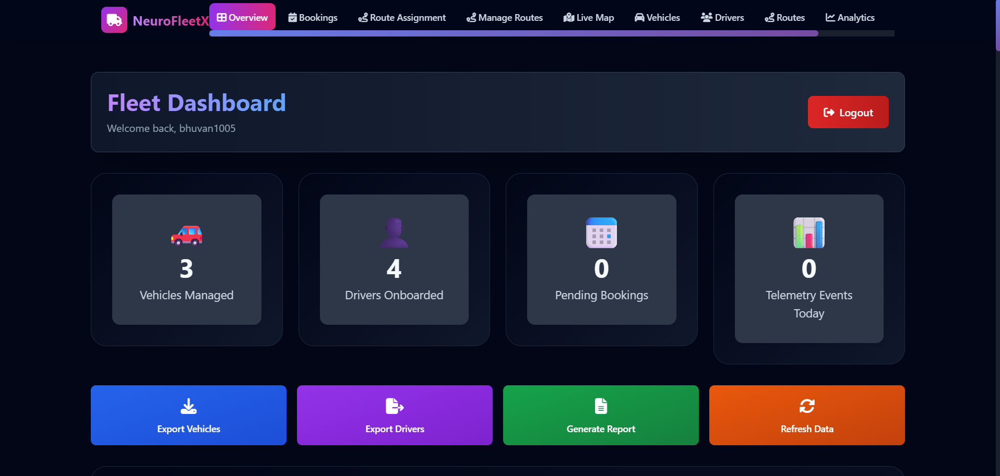 NeuroFleetX
Overview
Bookings
Route Assignment
Manage Routes
Live Map
Vehicles
Drivers
Routes
Analytics
Fleet Dashboard
Welcome back, bhuvan1005
Logout
3
Vehicles Managed
4
Drivers Onboarded
0
Pending Bookings
0
Telemetry Events
Today
Export Vehicles
Export Drivers
Generate Report
Refresh Data